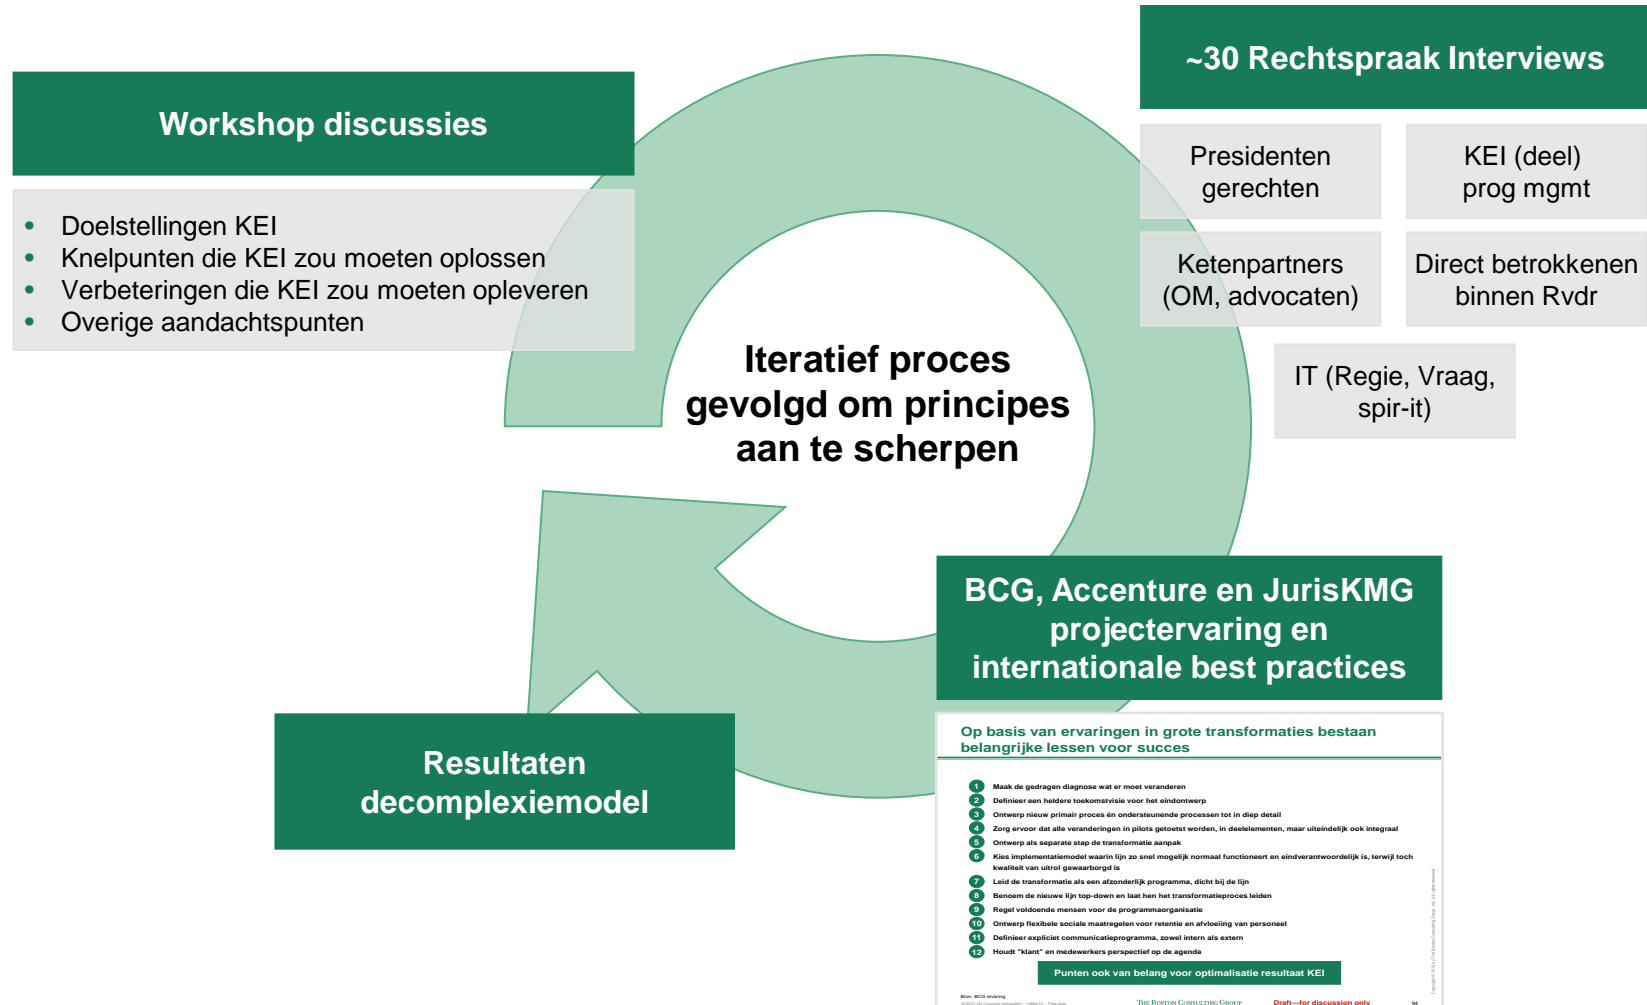 Workshop discussies
• Doelstellingen KEI
• Knelpunten die KEI zou moeten oplossen
• Verbeteringen die KEI zou moeten opleveren
• Overige aandachtspunten
~30 Rechtspraak Interviews
Presidenten
gerechten
KEI (deel)
prog mgmt
Ketenpartners
(OM, advocaten)
Direct betrokkenen
binnen Rvdr
IT (Regie, Vraag,
spir-it)
Iteratief proces
gevolgd om principes
aan te scherpen
BCG, Accenture en JurisKMG
projectervaring en
internationale best practices
Resultaten
decomplexiemodel
Op basis van ervaringen in grote transformaties bestaan
belangrijke lessen voor succes
1 Maak de gedragen diagnose wat er moet veranderen
2 Definieer een heldere toekomstvisie voor het eindontwerp
3 Ontwerp nieuw primair proces én ondersteunende processen tot in diep detail
4 Zorg ervoor dat alle veranderingen in pilots getoetst worden, in deelelementen, maar uiteindelijk ook integraal
5 Ontwerp als separate stap de transformatie aanpak
6 Kies implementatiemodel waarin lijn zo snel mogelijk normaal functioneert en eindverantwoordelijk is, terwijl toch
kwaliteit van uitrol gewaarborgd is
7 Leid de transformatie als een afzonderlijk programma, dicht bij de lijn
8 Benoem de nieuwe lijn top-down en laat hen het transformatieproces leiden
9 Regel voldoende mensen voor de programmaorganisatie
10 Ontwerp flexibele sociale maatregelen voor retentie en afvloeiing van personeel
11 Definieer expliciet communicatieprogramma, zowel intern als extern
12 Houdt "klant" en medewerkers perspectief op de agenda
Punten ook van belang voor optimalisatie resultaat KEI
Bron: BCG ervaring
THE BOSTON CONSULTING GROUP
Draft—for discussion only
94